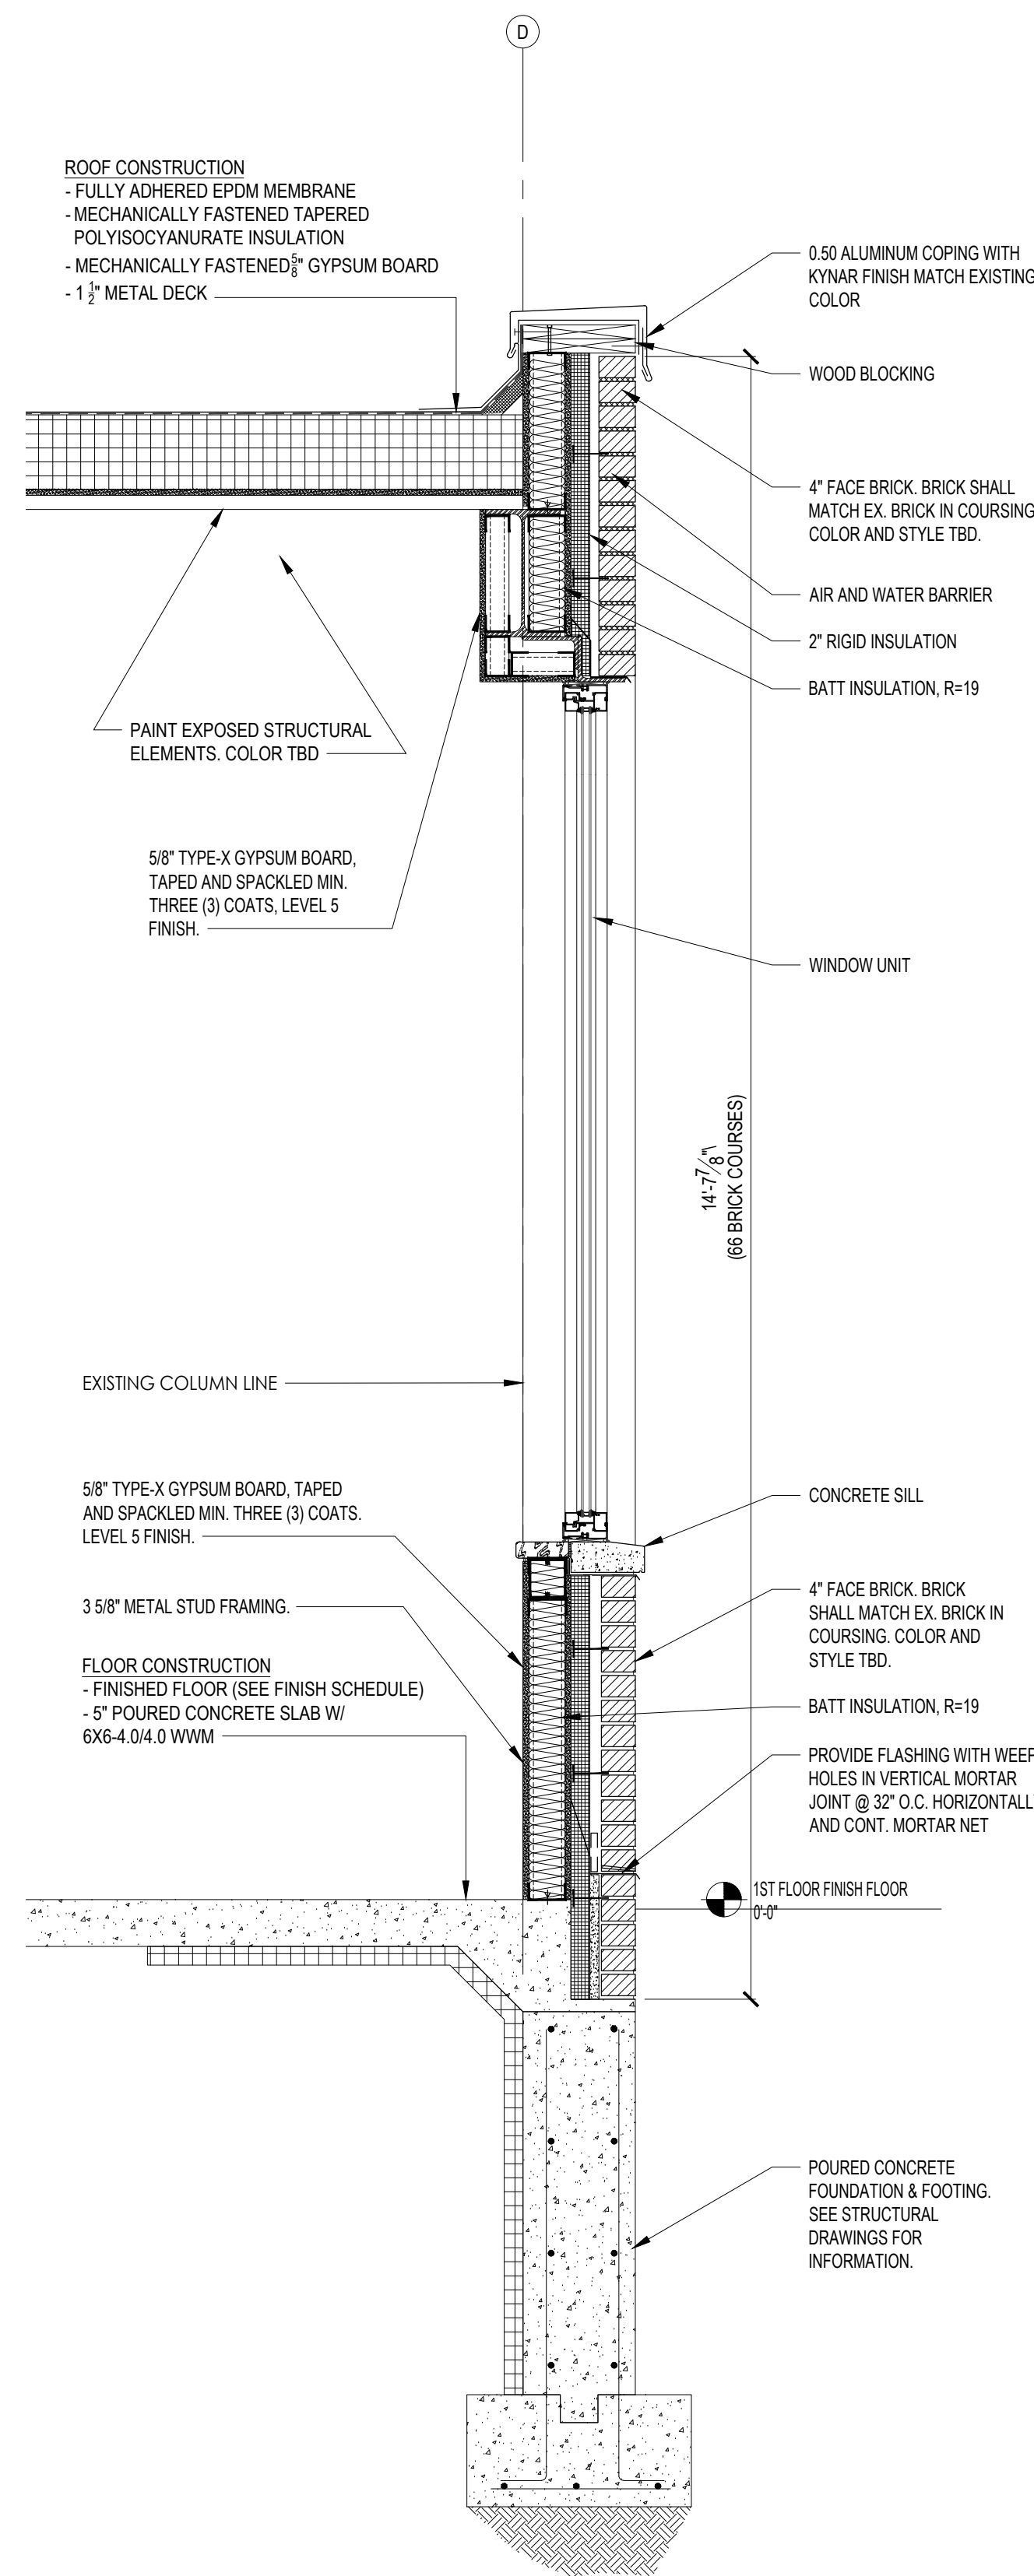 D
ROOF CONSTRUCTION
- FULLY ADHERED EPDM MEMBRANE
- MECHANICALLY FASTENED TAPERED
POLYISOCYANURATE INSULATION
- MECHANICALLY FASTENED 5/8" GYPSUM BOARD
- 1 1/2" METAL DECK
0.50 ALUMINUM COPING WITH
KYNAR FINISH MATCH EXISTING
COLOR
WOOD BLOCKING
4" FACE BRICK. BRICK SHALL
MATCH EX. BRICK IN COURSING
COLOR AND STYLE TBD.
AIR AND WATER BARRIER
2" RIGID INSULATION
BATT INSULATION, R=19
PAINT EXPOSED STRUCTURAL
ELEMENTS. COLOR TBD
5/8" TYPE-X GYPSUM BOARD,
TAPED AND SPACKLED MIN.
THREE (3) COATS, LEVEL 5
FINISH.
WINDOW UNIT
14'-7 7/8"\
(66 BRICK COURSES)
EXISTING COLUMN LINE
5/8" TYPE-X GYPSUM BOARD, TAPED
AND SPACKLED MIN. THREE (3) COATS.
LEVEL 5 FINISH.
3 5/8" METAL STUD FRAMING.
FLOOR CONSTRUCTION
- FINISHED FLOOR (SEE FINISH SCHEDULE)
- 5" POURED CONCRETE SLAB W/
6X6-4.0/4.0 WWM
CONCRETE SILL
4" FACE BRICK. BRICK
SHALL MATCH EX. BRICK IN
COURSING. COLOR AND
STYLE TBD.
BATT INSULATION, R=19
PROVIDE FLASHING WITH WEEP
HOLES IN VERTICAL MORTAR
JOINT @ 32" O.C. HORIZONTALLY
AND CONT. MORTAR NET
1ST FLOOR FINISH FLOOR
0'-0"
POURED CONCRETE
FOUNDATION & FOOTING.
SEE STRUCTURAL
DRAWINGS FOR
INFORMATION.